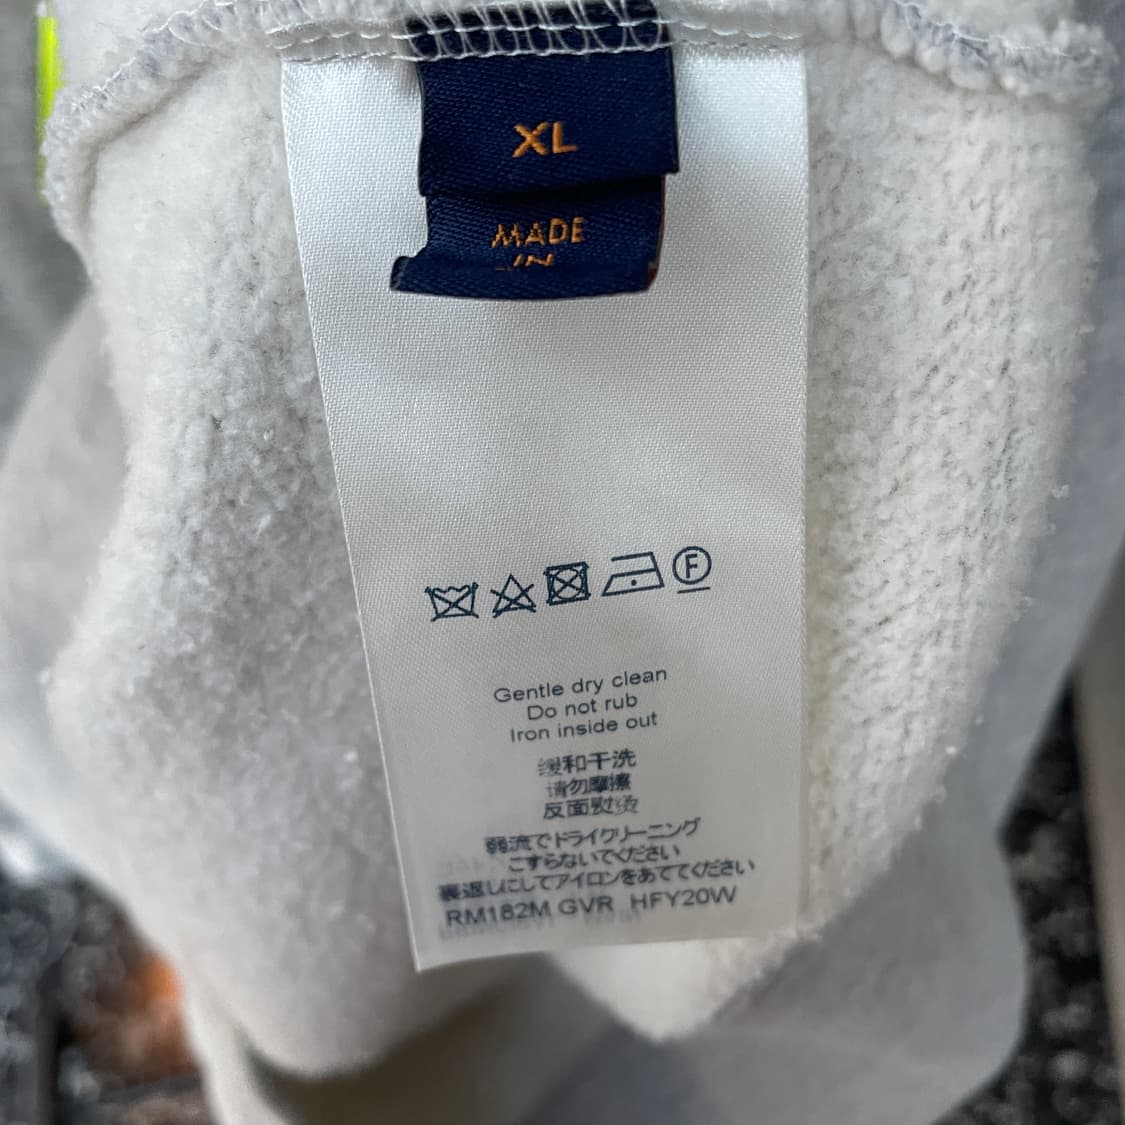 XL
MADE
IN
F
Gentle dry clean
Do not rub
Iron inside out
缓和干洗
请勿摩擦
反面熨烫
弱流でドライクリーニング
こすらないでください
裏返しにしてアイロンをあててください
RM182M GVR HFY20W